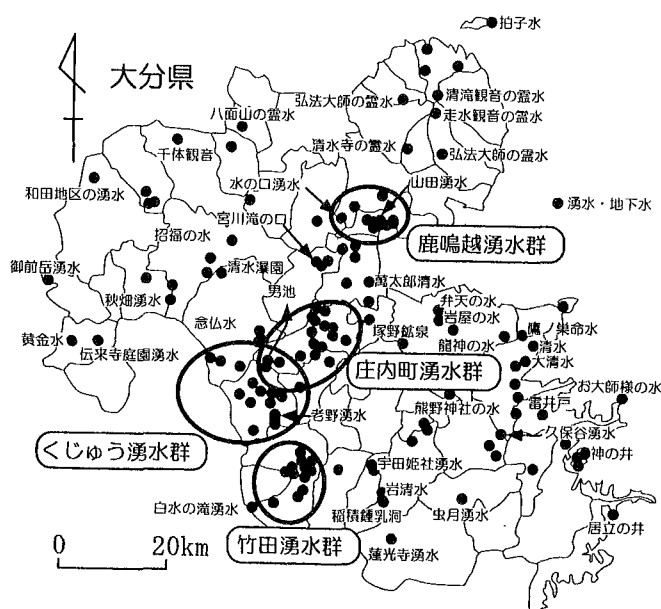 拍子水
大分県
清滝観音の霊水
弘法大師の霊水
走水観音の霊水
八面山の霊水
清水寺の霊水
弘法大師の霊水
千体観音
水の口湧水
山田湧水
和田地区の湧水
湧水・地下水
宮川滝の口
鹿鳴越湧水群
招福の水
御前岳湧水
清水瀑園
萬太郎清水
男池
秋畑湧水
弁天の水
岩屋の水
念仏水
塚野鉱泉
龍神の水
鷹ノ巣命水
黄金水
伝来寺庭園湧水
清水
大清水
庄内町湧水群
お大師様の水
雷井戸
老野湧水
熊野神社の水
久保谷湧水
くじゅう湧水群
神の井
宇田姫社湧水
岩清水
白水の滝湧水
稲積鍾乳洞
虫月湧水
居立の井
0 20km
竹田湧水群
蓮光寺湧水